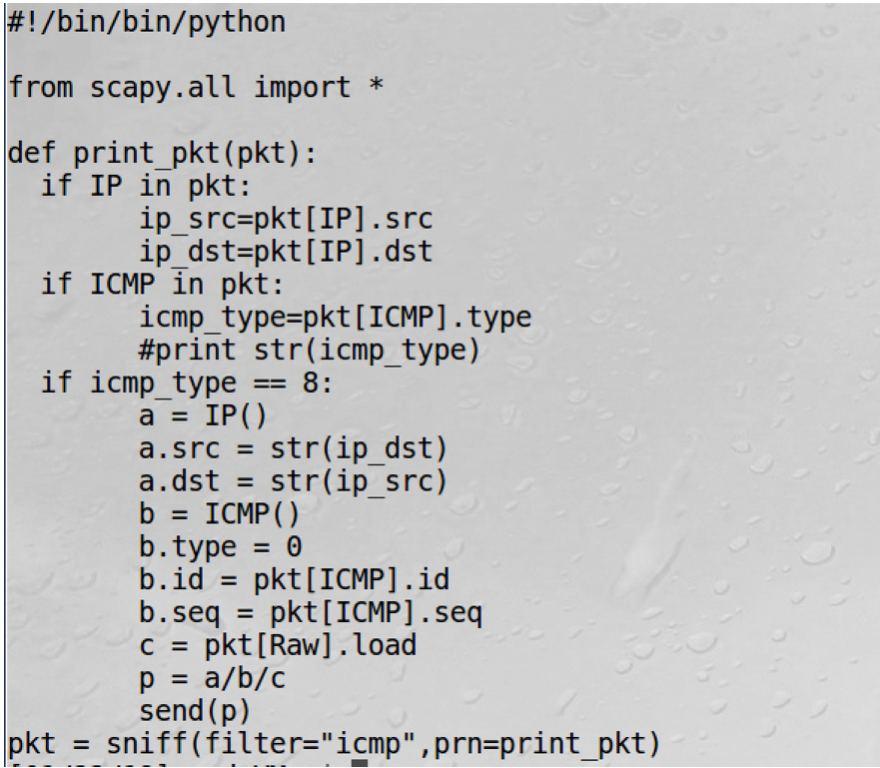 #!/bin/bin/python

from scapy.all import *

def print_pkt(pkt):
  if IP in pkt:
        ip_src=pkt[IP].src
        ip_dst=pkt[IP].dst
  if ICMP in pkt:
        icmp_type=pkt[ICMP].type
        #print str(icmp_type)
  if icmp_type == 8:
        a = IP()
        a.src = str(ip_dst)
        a.dst = str(ip_src)
        b = ICMP()
        b.type = 0
        b.id = pkt[ICMP].id
        b.seq = pkt[ICMP].seq
        c = pkt[Raw].load
        p = a/b/c
        send(p)
pkt = sniff(filter="icmp",prn=print_pkt)